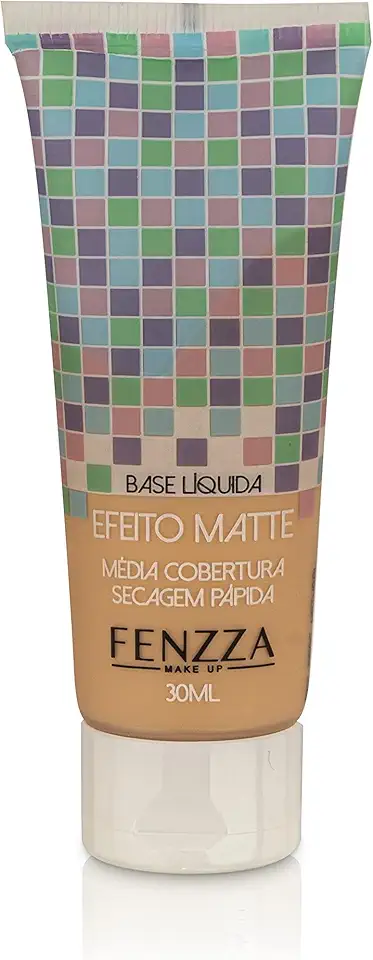 BASE LÍQUIDA
EFEITO MATTE
MÉDIA COBERTURA
SECAGEM PÁPIDA
FENZZA
MAKE UP
30ML